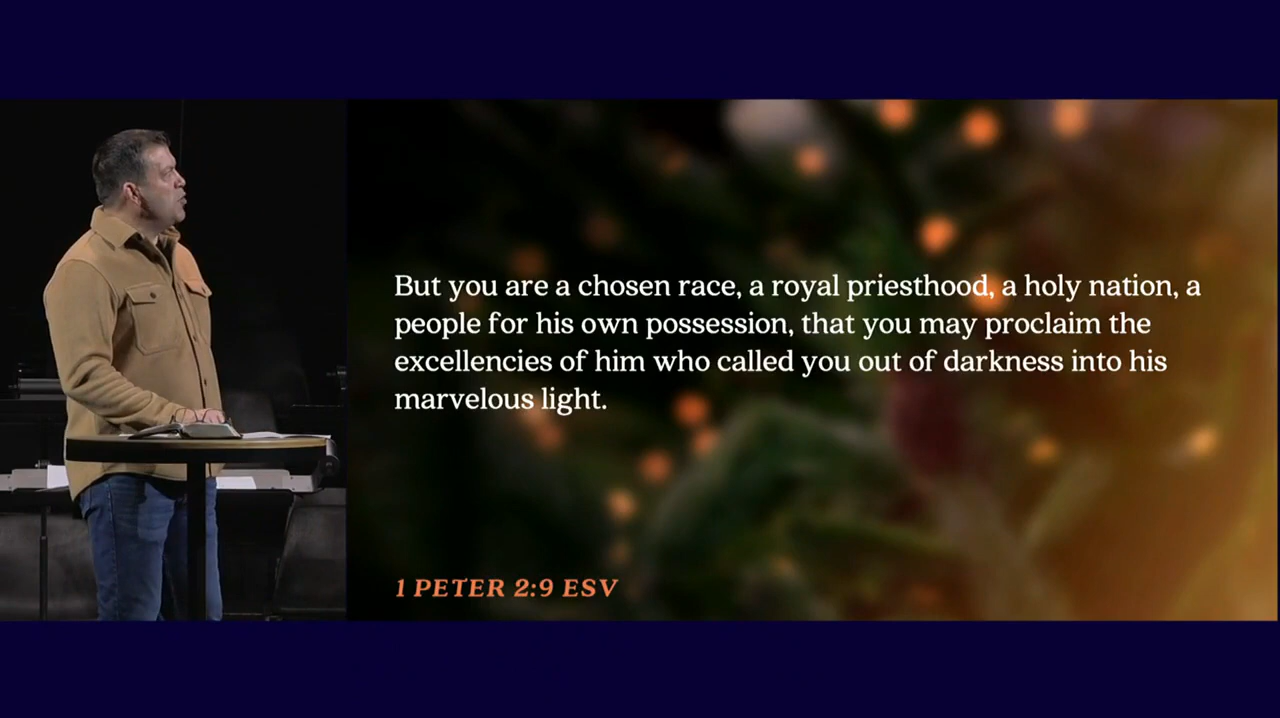 But you are a chosen race, a royal priesthood, a holy nation, a
people for his own possession, that you may proclaim the
excellencies of him who called you out of darkness into his
marvelous light.
1 PETER 2:9 ESV